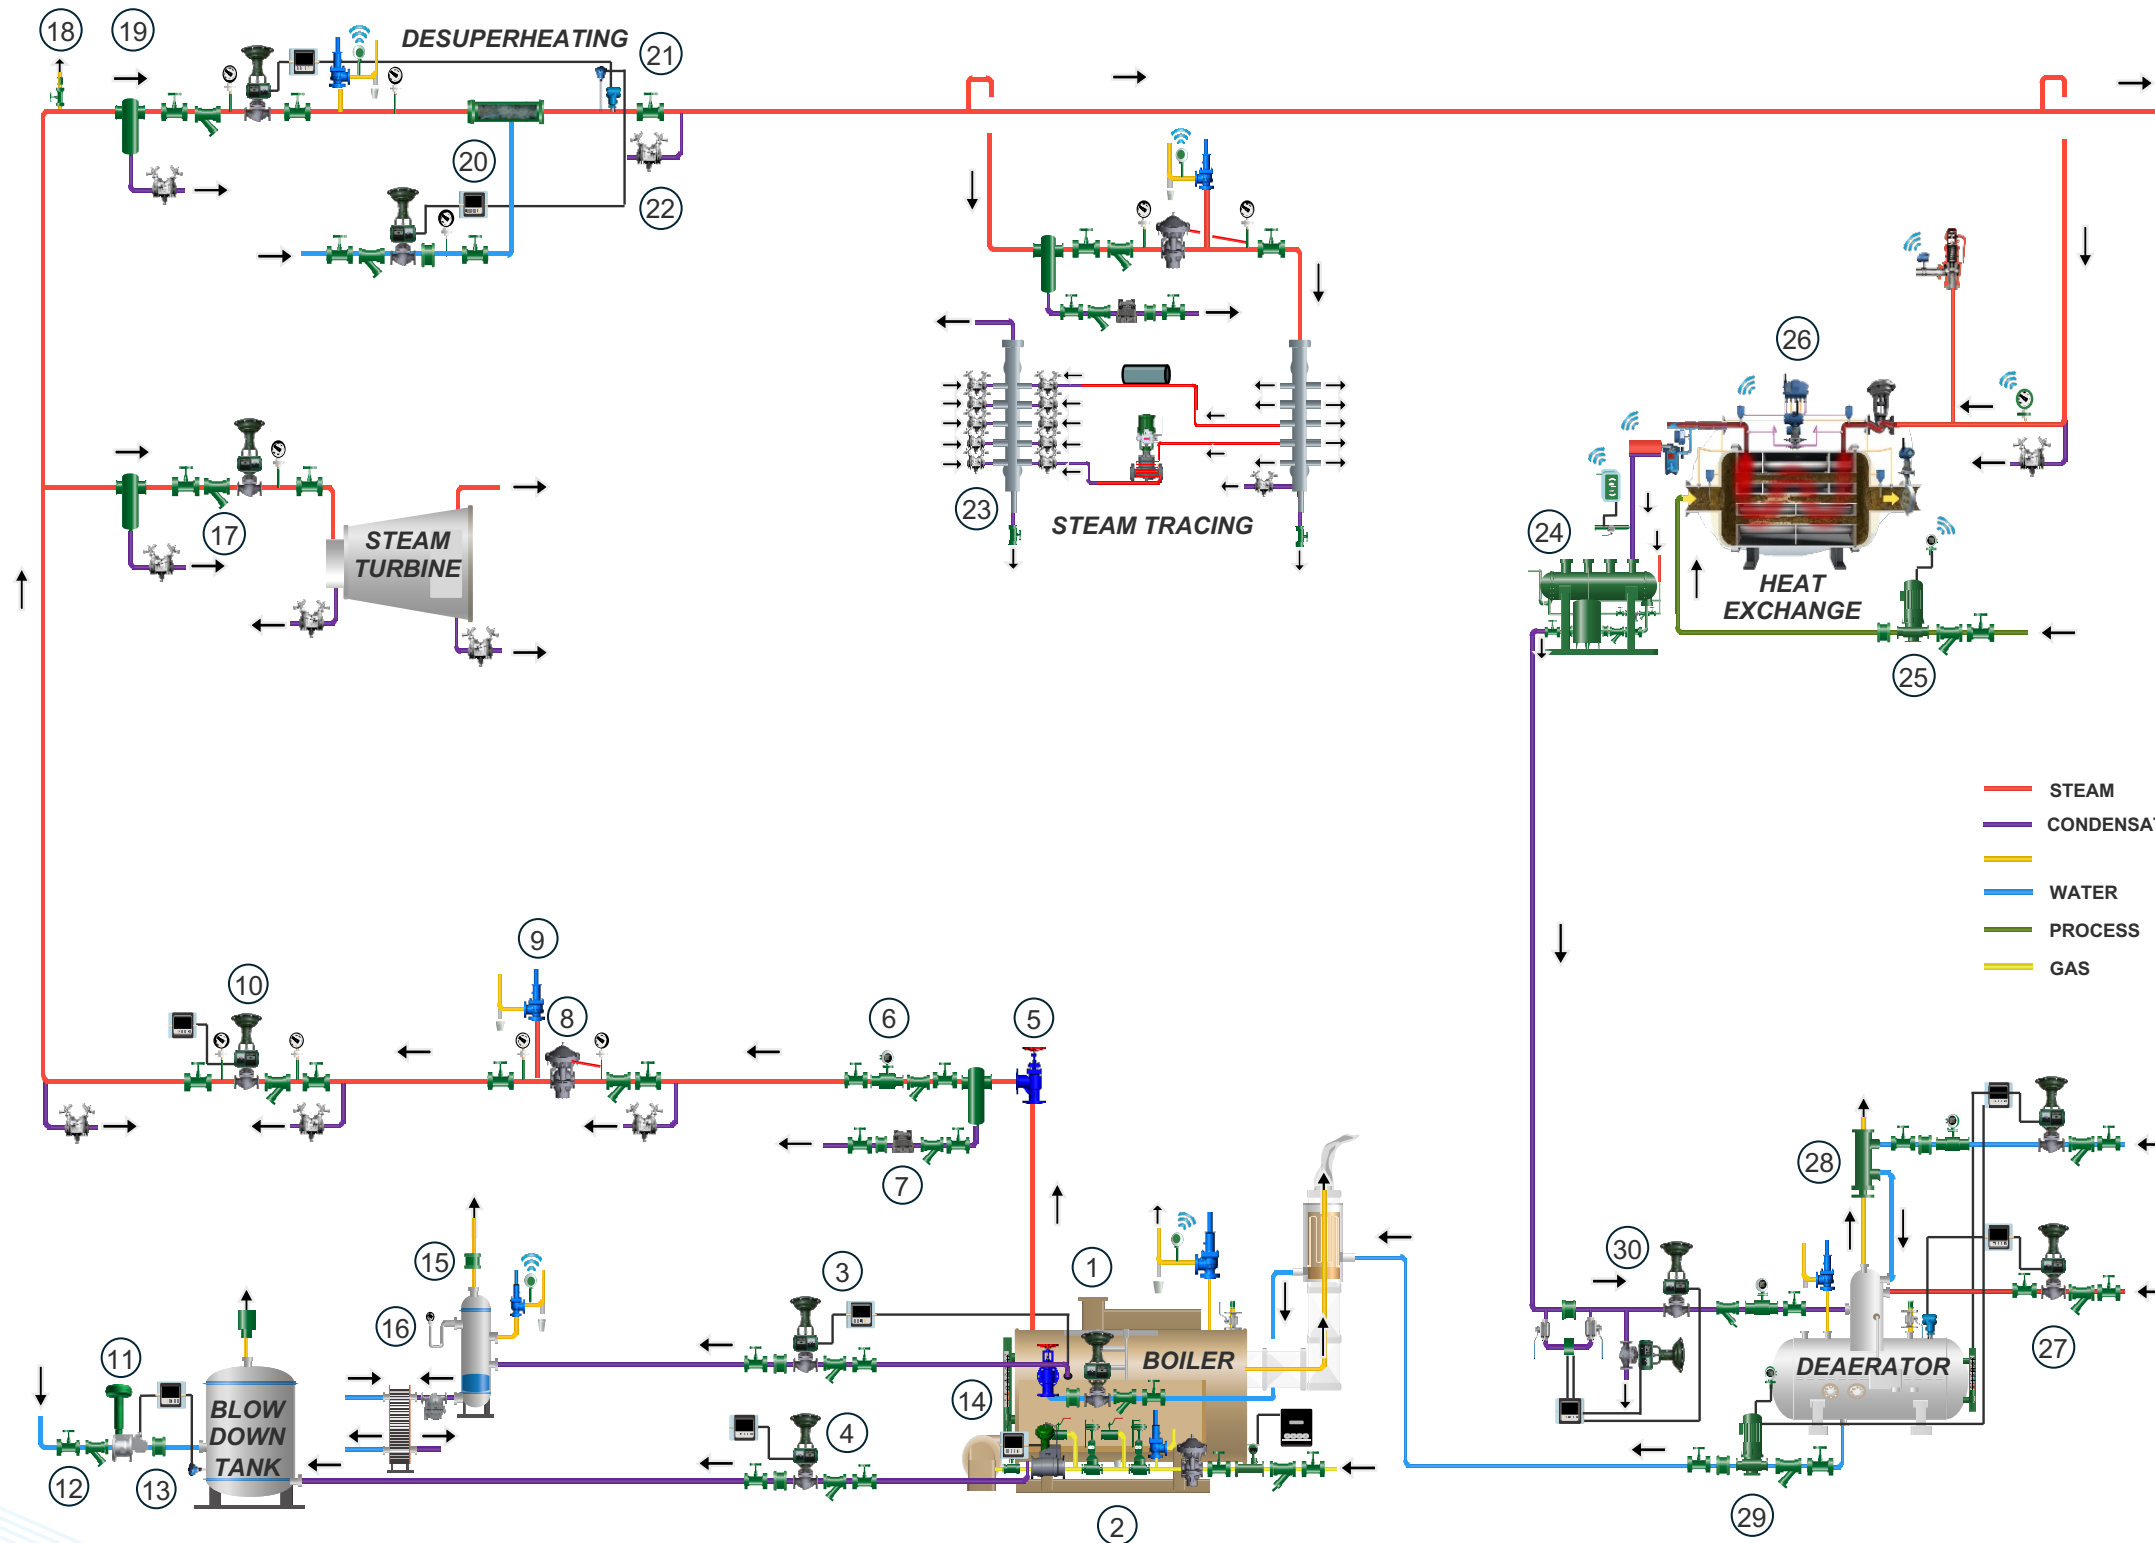 18
19
DESUPERHEATING
21
20
22
26
23
STEAM TRACING
17
STEAM
TURBINE
24
HEAT
EXCHANGE
25
STEAM
CONDENSAT
WATER
PROCESS
GAS
9
10
8
6
5
7
28
30
15
3
1
16
BOILER
27
11
DEAERATOR
14
BLOW
DOWN
TANK
4
12
13
2
29